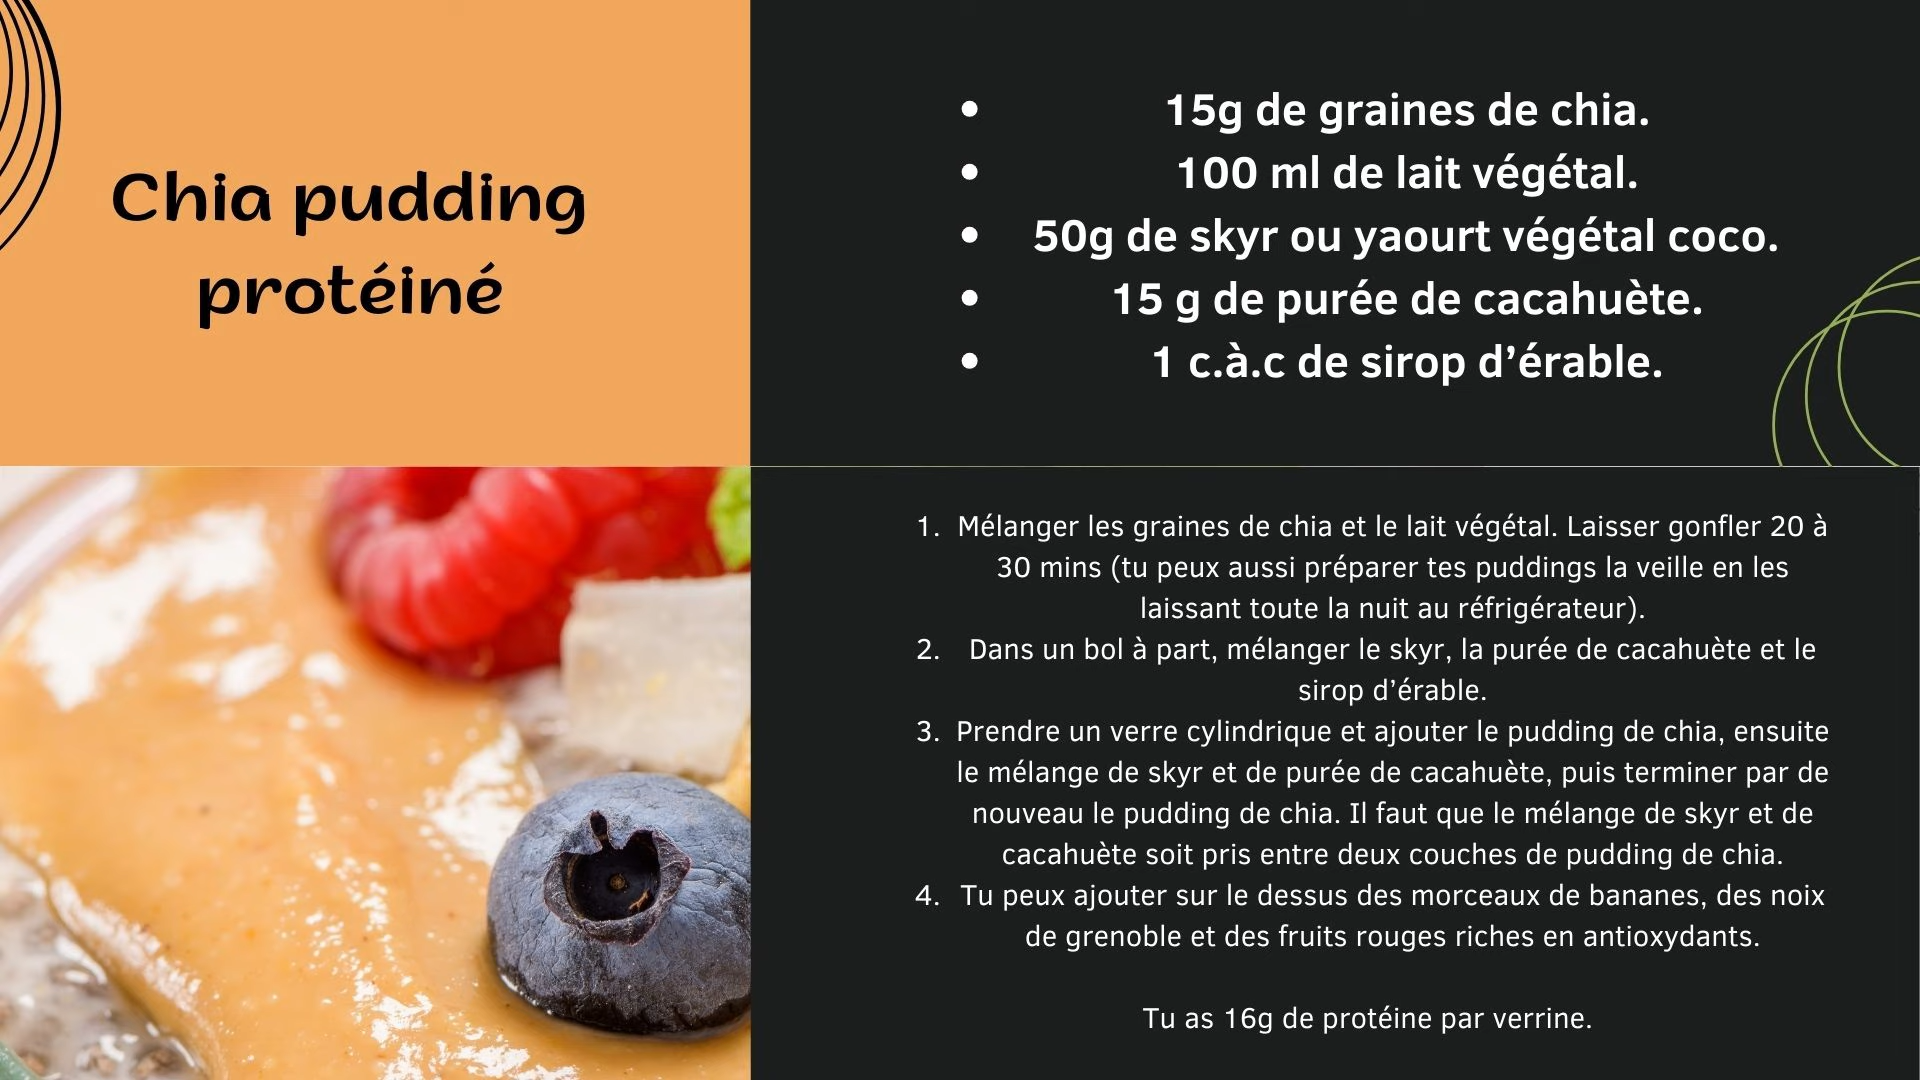 Chia pudding
protéiné
• 15g de graines de chia.
• 100 ml de lait végétal.
• 50g de skyr ou yaourt végétal coco.
• 15 g de purée de cacahuète.
• 1 c.à.c de sirop d’érable.
1. Mélanger les graines de chia et le lait végétal. Laisser gonfler 20 à
30 mins (tu peux aussi préparer tes puddings la veille en les
laissant toute la nuit au réfrigérateur).
2. Dans un bol à part, mélanger le skyr, la purée de cacahuète et le
sirop d’érable.
3. Prendre un verre cylindrique et ajouter le pudding de chia, ensuite
le mélange de skyr et de purée de cacahuète, puis terminer par de
nouveau le pudding de chia. Il faut que le mélange de skyr et de
cacahuète soit pris entre deux couches de pudding de chia.
4. Tu peux ajouter sur le dessus des morceaux de bananes, des noix
de grenoble et des fruits rouges riches en antioxydants.
Tu as 16g de protéine par verrine.